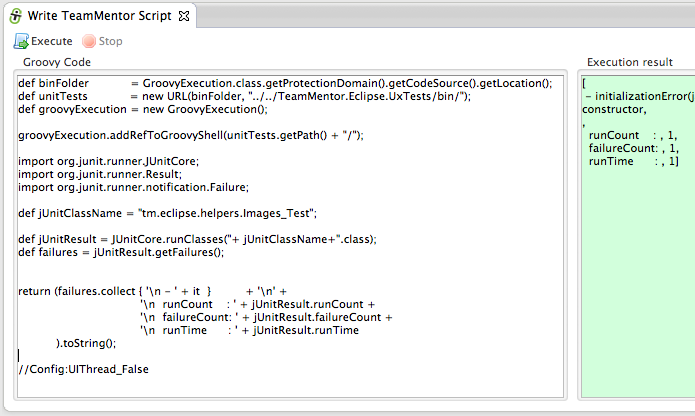 Write TeamMentor Script
Execute Stop
Groovy Code
def binFolder = GroovyExecution.class.getProtectionDomain().getCodeSource().getLocation();
def unitTests = new URL(binFolder, "../../TeamMentor.Eclipse.UxTests/bin/");
def groovyExecution = new GroovyExecution();
groovyExecution.addRefToGroovyShell(unitTests.getPath() + "/");
import org.junit.runner.JUnitCore;
import org.junit.runner.Result;
import org.junit.runner.notification.Failure;
def jUnitClassName = "tm.eclipse.helpers.Images_Test";
def jUnitResult = JUnitCore.runClasses("+ jUnitClassName+".class);
def failures = jUnitResult.getFailures();
return (failures.collect { '\n - ' + it } + '\n' +
'\n runCount : ' + jUnitResult.runCount +
'\n failureCount: ' + jUnitResult.failureCount +
'\n runTime : ' + jUnitResult.runTime
).toString();
//Config:UIThread_False
Execution result
[
- initializationError(j
constructor,
,
runCount : , 1,
failureCount: , 1,
runTime : , 1]